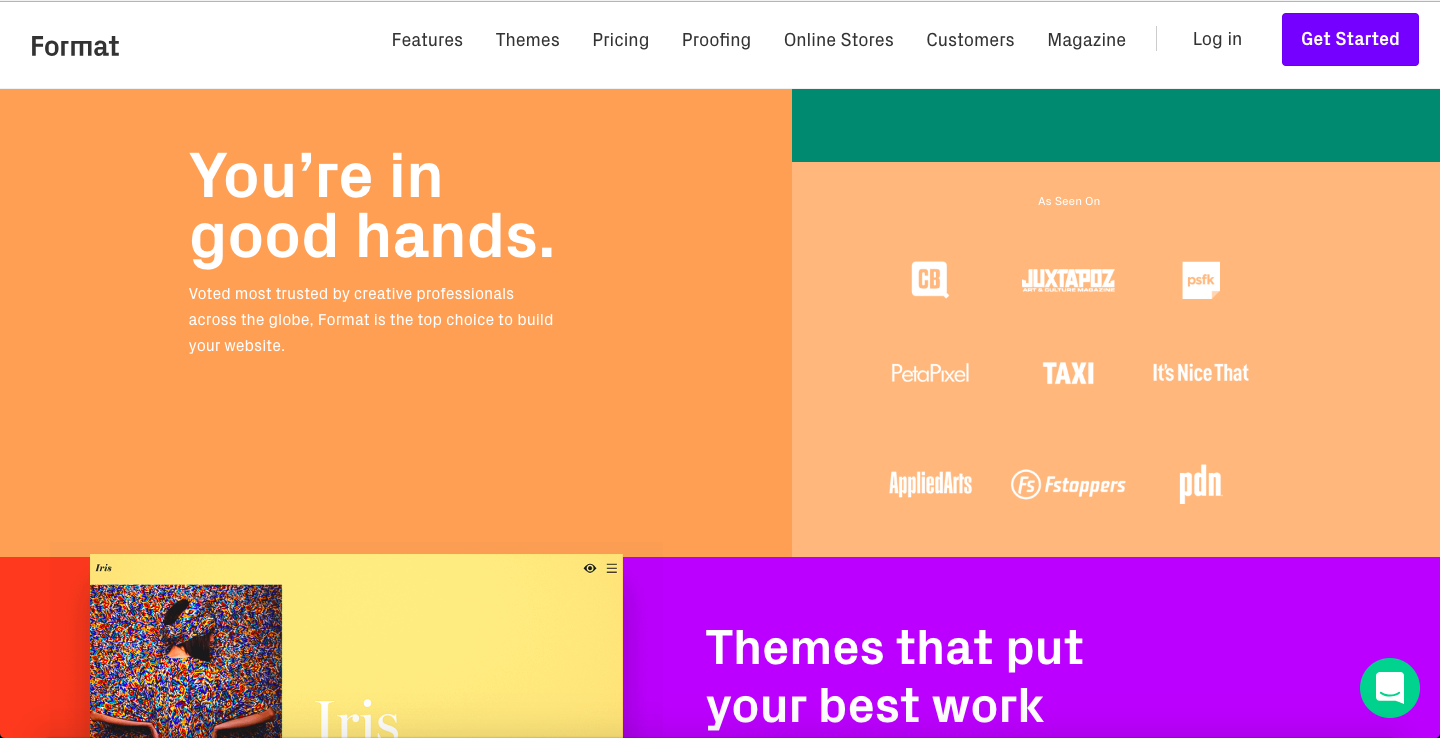 Format
Features Themes Pricing Proofing Online Stores Customers Magazine Log in Get Started
You’re in
good hands.
Voted most trusted by creative professionals
across the globe, Format is the top choice to build
your website.
As Seen On
CB JUXTAPOZ psfk
ART & CULTURE MAGAZINE
PetaPixel TAXI It's Nice That
AppliedArts Fs Fstoppers pdn
Iris
Iris
Themes that put
your best work